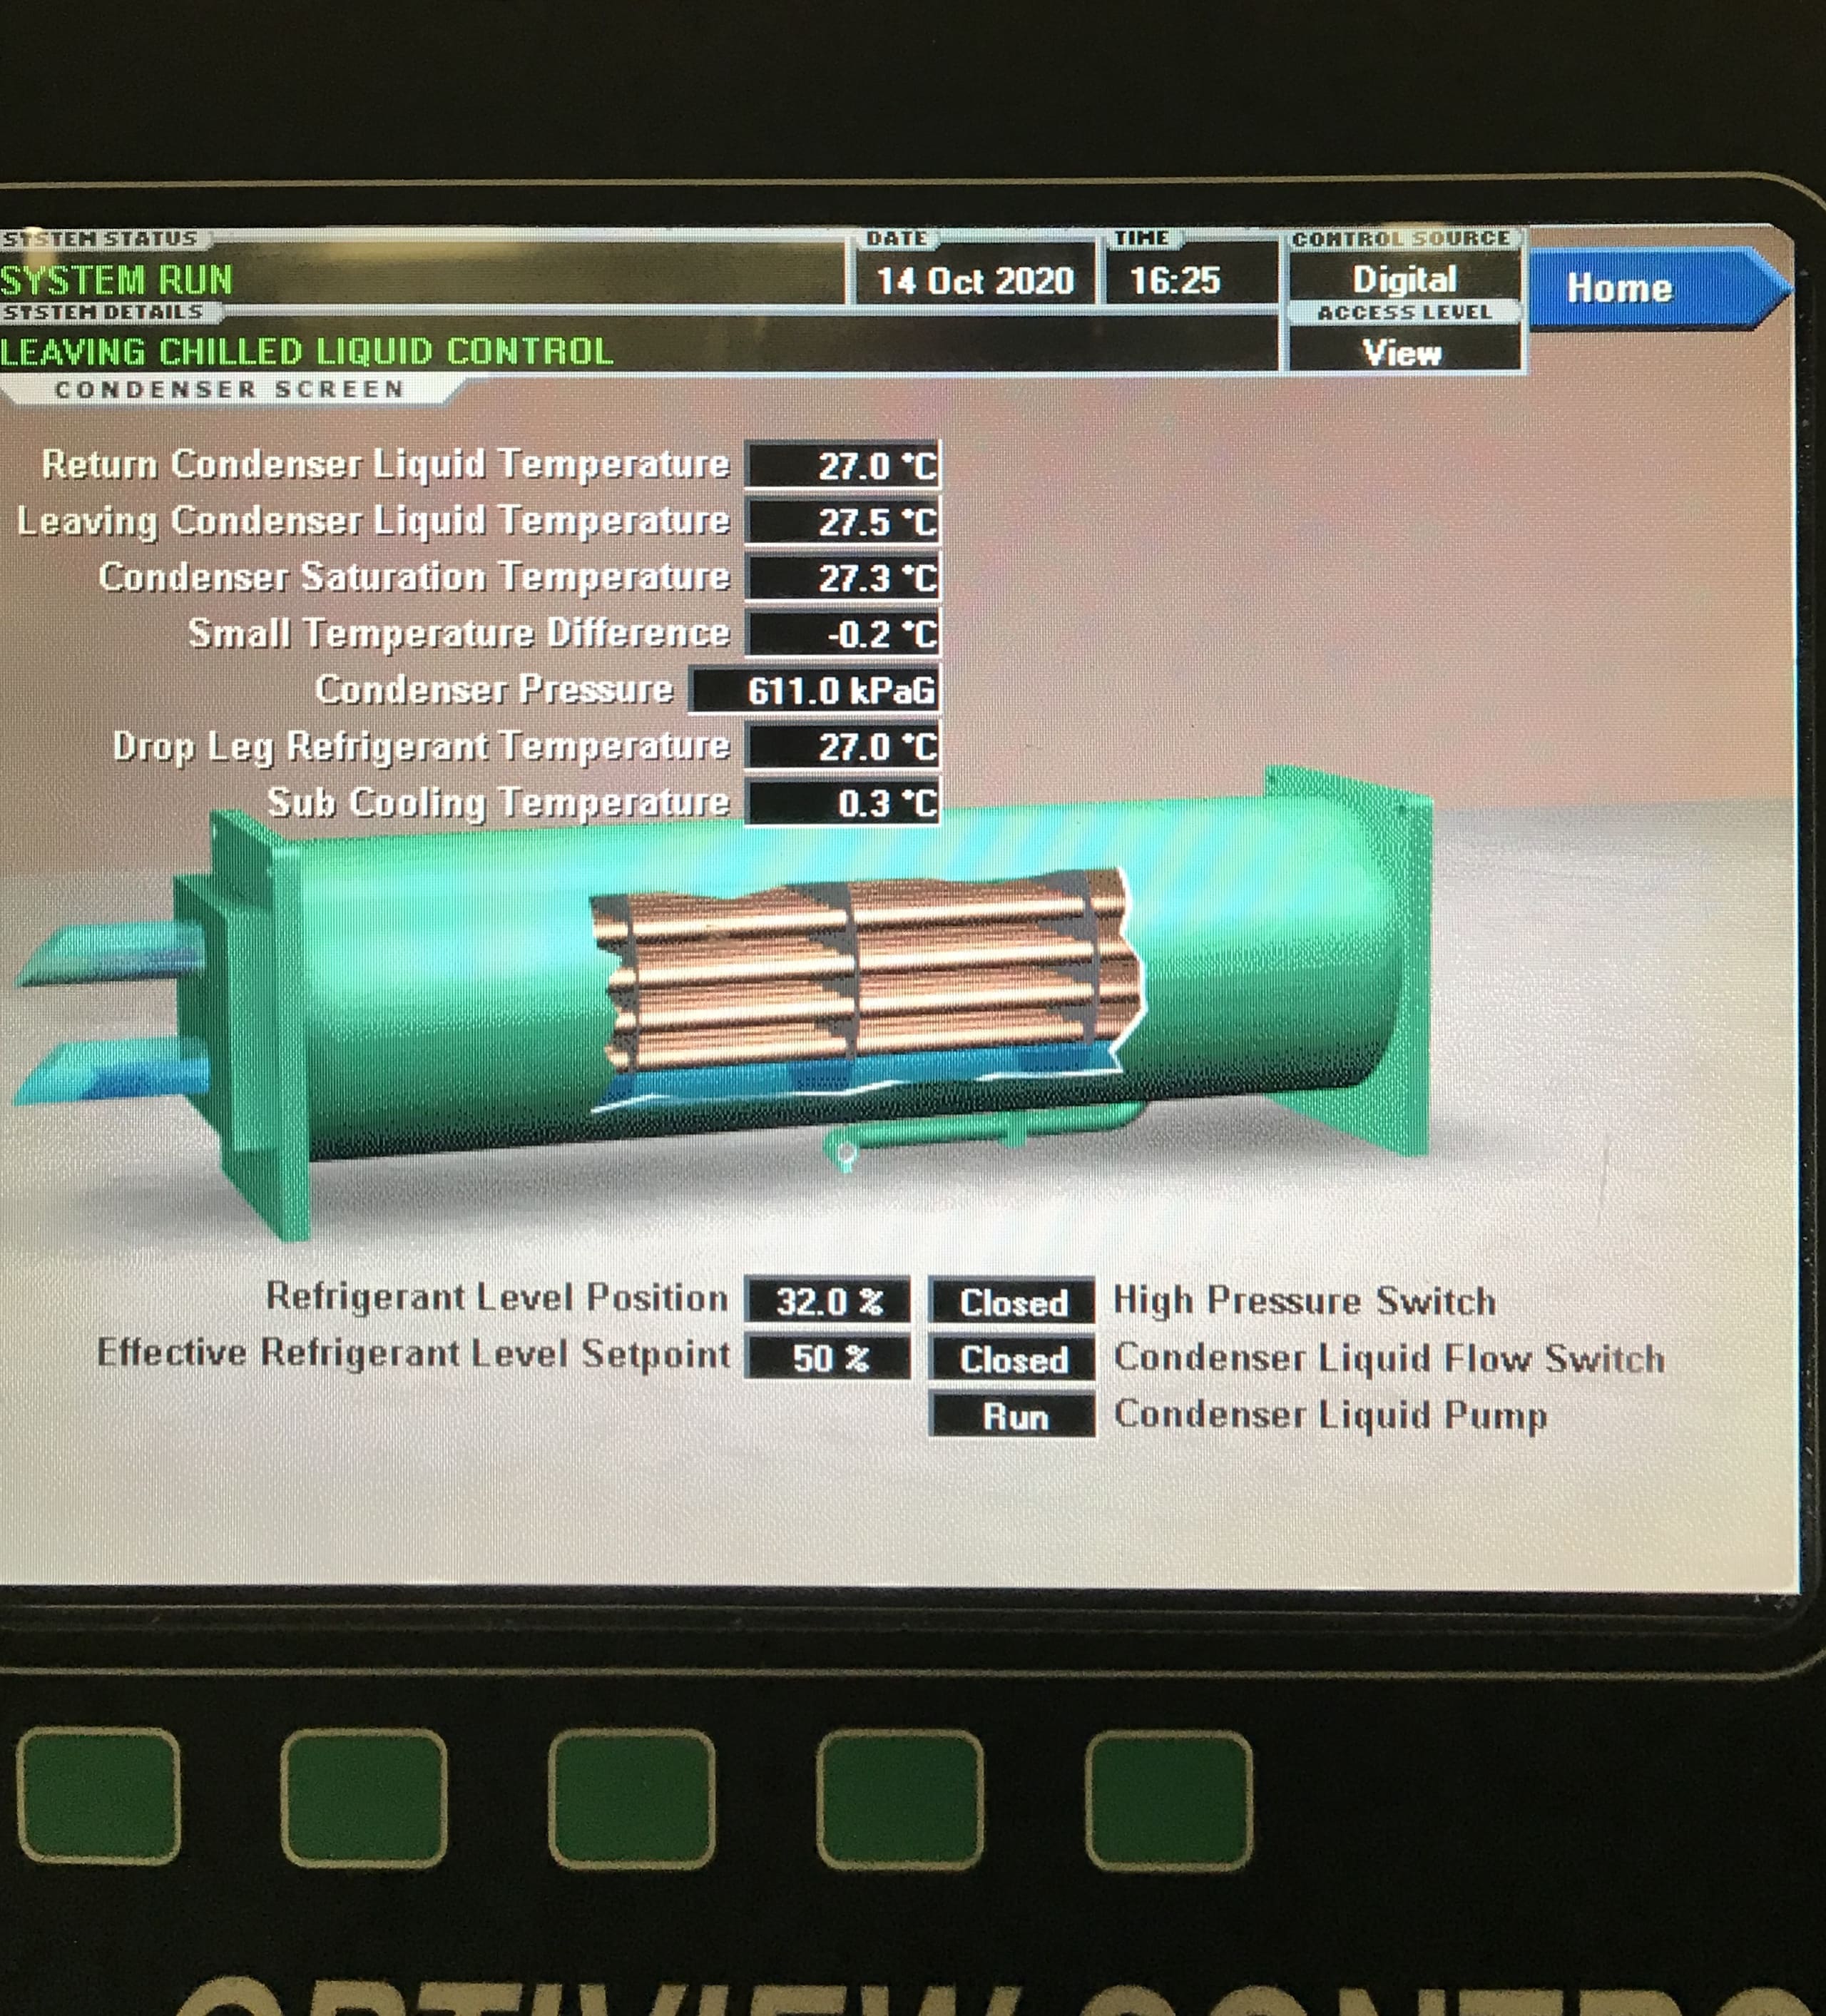 SYSTEM STATUS
SYSTEM RUN
DATE
14 Oct 2020
TIME
16:25
CONTROL SOURCE
Digital
Home
SYSTEM DETAILS
LEAVING CHILLED LIQUID CONTROL
ACCESS LEVEL
View
CONDENSER SCREEN
Return Condenser Liquid Temperature 27.0 °C
Leaving Condenser Liquid Temperature 27.5 °C
Condenser Saturation Temperature 27.3 °C
Small Temperature Difference -0.2 °C
Condenser Pressure 611.0 kPaG
Drop Leg Refrigerant Temperature 27.0 °C
Sub Cooling Temperature 0.3 °C
Refrigerant Level Position 32.0 % Closed High Pressure Switch
Effective Refrigerant Level Setpoint 50 % Closed Condenser Liquid Flow Switch
Run Condenser Liquid Pump
OPTIVIEW CONTRO